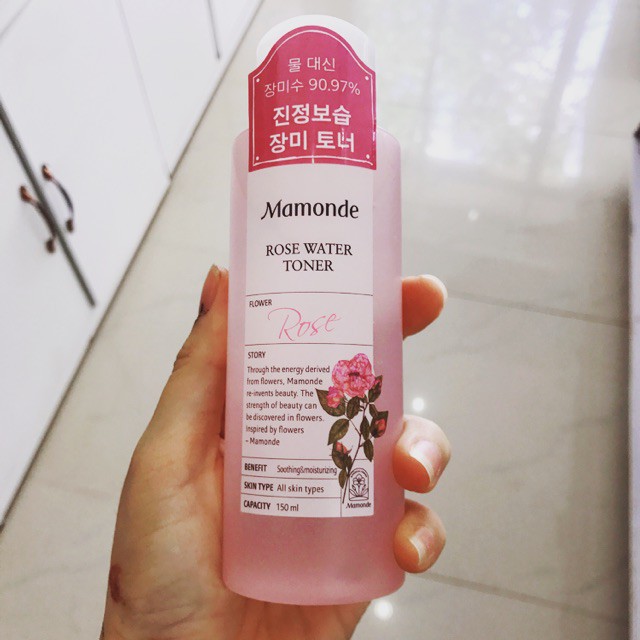 물 대신
장미수 90.97%
진정보습
장미 토너
Mamonde
ROSE WATER
TONER
FLOWER
Rose
STORY
Through the energy derived
from flowers, Mamonde
re-invents beauty. The
strength of beauty can
be discovered in flowers.
Inspired by flowers
– Mamonde
BENEFIT Soothing&moisturizing
SKIN TYPE All skin types
CAPACITY 150 ml
Mamonde